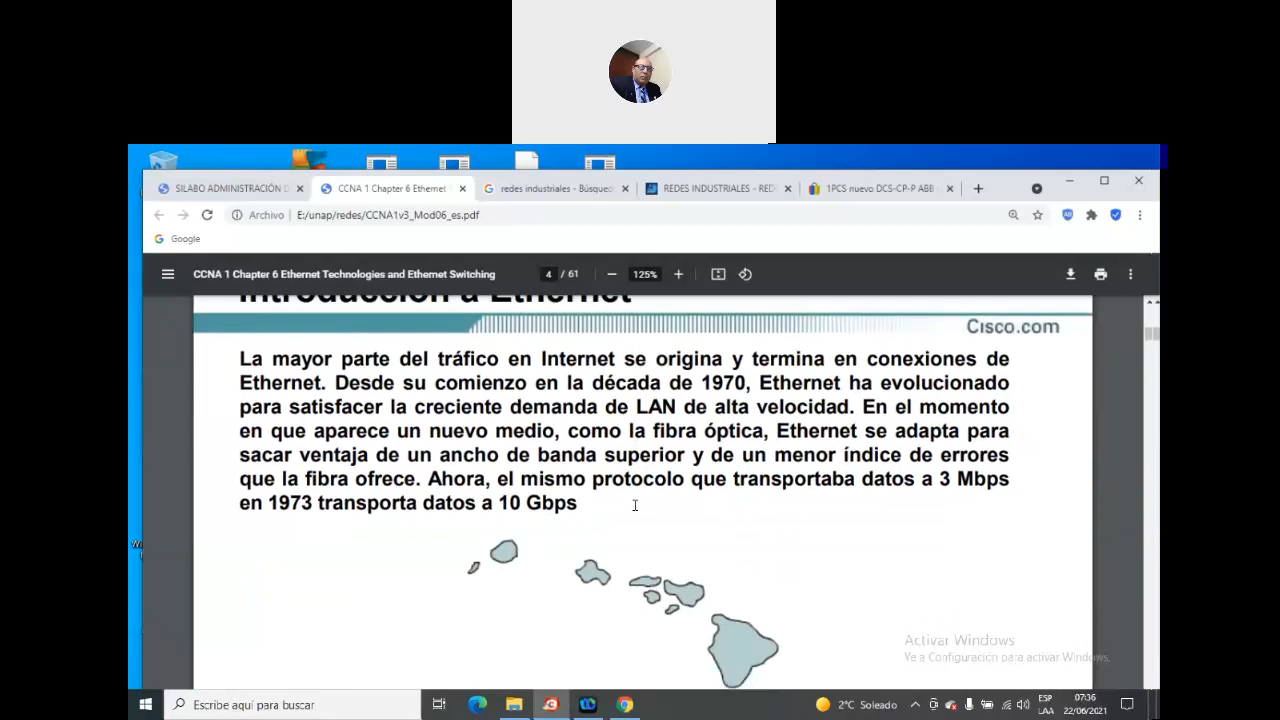 SILABO ADMINISTRACIÓN D
CCNA 1 Chapter 6 Ethernet
redes industriales - Búsqued
REDES INDUSTRIALES - RED
1PCS nuevo DCS-CP-P ABB
Archivo
E:/unap/redes/CCNA1v3_Mod06_es.pdf
Google
CCNA 1 Chapter 6 Ethernet Technologies and Ethernet Switching
4 / 61
125%
Introducción a Ethernet
Cisco.com
La mayor parte del tráfico en Internet se origina y termina en conexiones de
Ethernet. Desde su comienzo en la década de 1970, Ethernet ha evolucionado
para satisfacer la creciente demanda de LAN de alta velocidad. En el momento
en que aparece un nuevo medio, como la fibra óptica, Ethernet se adapta para
sacar ventaja de un ancho de banda superior y de un menor índice de errores
que la fibra ofrece. Ahora, el mismo protocolo que transportaba datos a 3 Mbps
en 1973 transporta datos a 10 Gbps
Activar Windows
Ve a Configuración para activar Windows.
Escribe aquí para buscar
2°C Soleado
ESP
LAA
07:36
22/06/2021